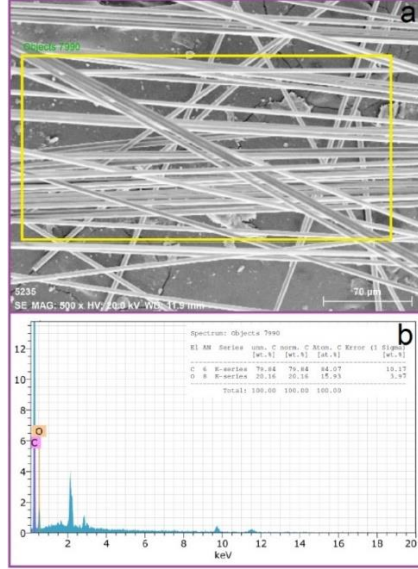 a
Objects 7990
5235
SE MAG: 500 x HV: 20.0 kV WD: 11.9 mm
70 µm
b
Spectrum: Objects 7990
El AN Series unn. C norm. C Atom. C Error (1 Sigma)
[wt.%] [wt.%] [at.%] [wt.%]
C 6 K-series 79.84 79.84 84.07 10.17
O 8 K-series 20.16 20.16 15.93 3.97
Total: 100.00 100.00 100.00
12
10
8
6
4
2
0
O
C
2 4 6 8 10 12 14 16 18 20
keV